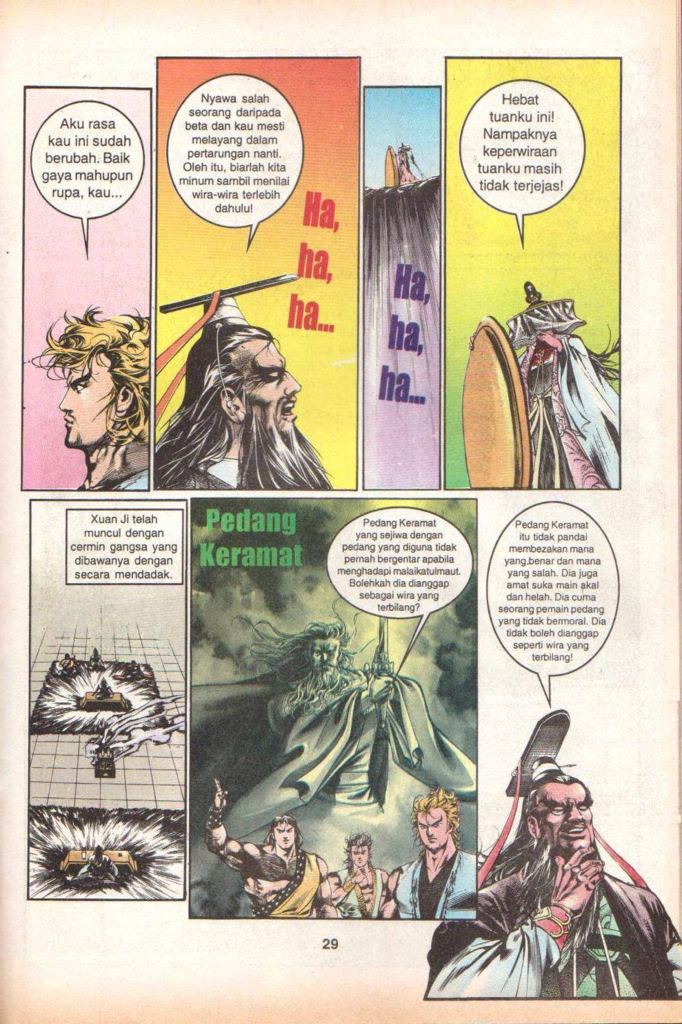 Aku rasa
kau ini sudah
berubah. Baik
gaya mahupun
rupa, kau...
Nyawa salah
seorang daripada
beta dan kau mesti
melayang dalam
pertarungan nanti.
Oleh itu, biarlah kita
minum sambil menilai
wira-wira terlebih
dahulu!
Ha,
ha,
ha...
Ha,
ha,
ha...
Hebat
tuanku ini!
Nampaknya
keperwiraan
tuanku masih
tidak terjejas!
Xuan Ji telah
muncul dengan
cermin gangsa yang
dibawanya dengan
secara mendadak.
Pedang
Keramat
Pedang Keramat
yang sejiwa dengan
pedang yang diguna tidak
pernah bergentar apabila
menghadapi malaikatulmaut.
Bolehkah dia dianggap
sebagai wira yang
terbilang?
Pedang Keramat
itu tidak pandai
membezakan mana
yang,benar dan mana
yang salah. Dia juga
amat suka main akal
dan helah. Dia cuma
seorang pemain pedang
yang tidak bermoral. Dia
tidak boleh dianggap
seperti wira yang
terbilang!
29